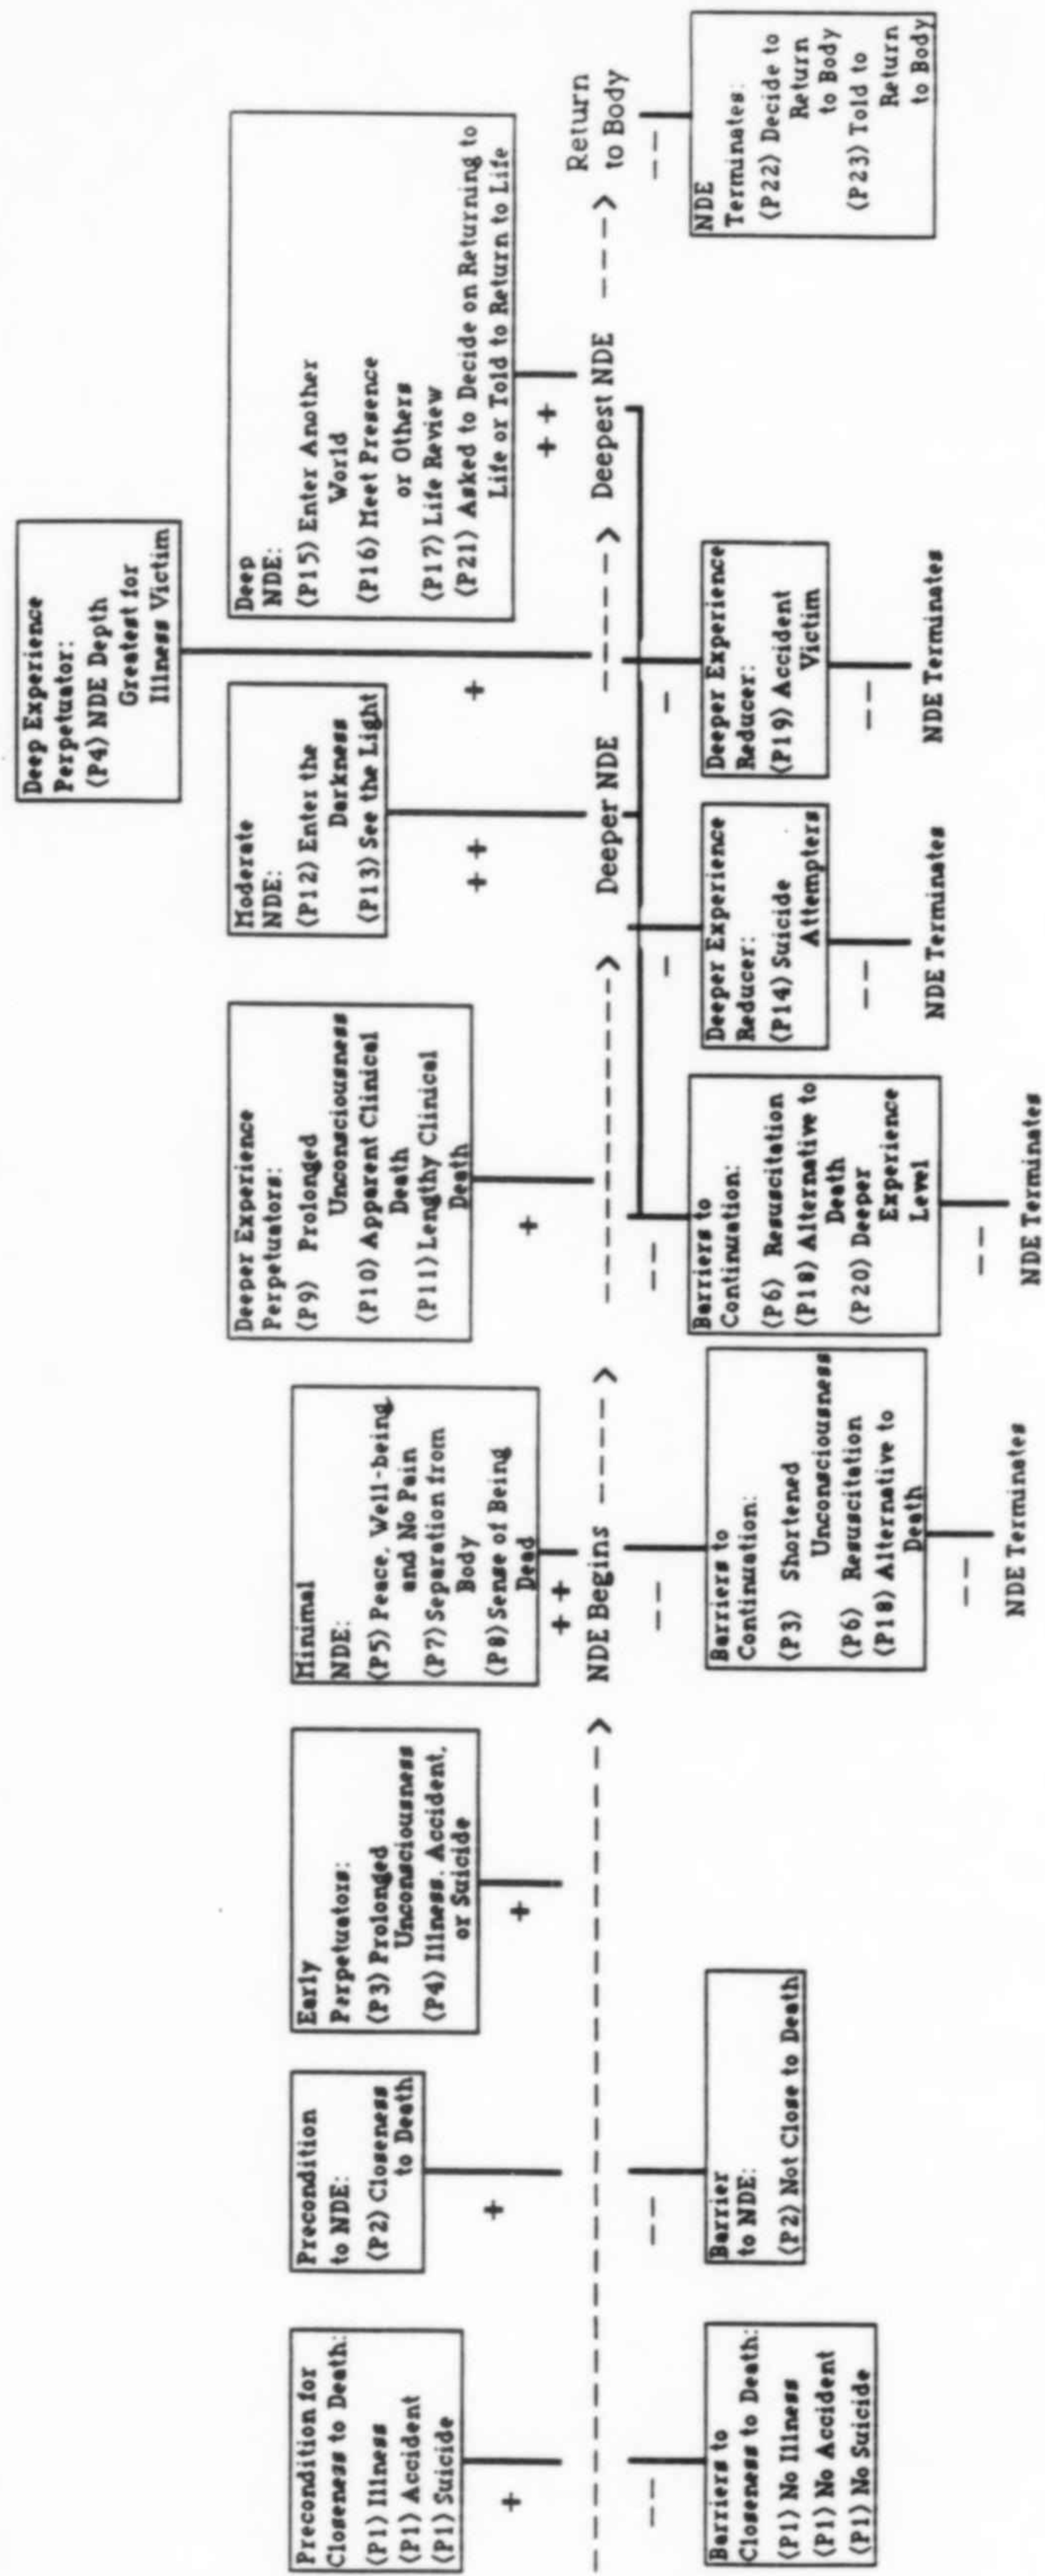 Deep Experience
Perpetuator:
(P4) NDE Depth
Greatest for
Illness Victim
Precondition for
Closeness to Death:
(P1) Illness
(P1) Accident
(P1) Suicide
+
Precondition
to NDE:
(P2) Closeness
to Death
+
Early
Perpetuators:
(P3) Prolonged
Unconsciousness
(P4) Illness, Accident,
or Suicide
+
Minimal
NDE:
(P5) Peace, Well-being,
and No Pain
(P7) Separation from
Body
(P8) Sense of Being
Dead
++
Deeper Experience
Perpetuators:
(P9) Prolonged
Unconsciousness
(P10) Apparent Clinical
Death
(P11) Lengthy Clinical
Death
+
Moderate
NDE:
(P12) Enter the
Darkness
(P13) See the Light
++
+
Deep
NDE:
(P15) Enter Another
World
(P16) Meet Presence
or Others
(P17) Life Review
(P21) Asked to Decide on Returning to
Life or Told to Return to Life
++
-----------------> NDE Begins ----> --------> Deeper NDE -----> Deepest NDE ---> Return
to Body
--
Barriers to
Closeness to Death:
(P1) No Illness
(P1) No Accident
(P1) No Suicide
--
Barrier
to NDE:
(P2) Not Close to Death
--
Barriers to
Continuation:
(P3) Shortened
Unconsciousness
(P6) Resuscitation
(P18) Alternative to
Death
--
NDE Terminates
--
Barriers to
Continuation:
(P6) Resuscitation
(P18) Alternative to
Death
(P20) Deeper
Experience
Level
--
NDE Terminates
-
Deeper Experience
Reducer:
(P14) Suicide
Attempters
--
NDE Terminates
-
Deeper Experience
Reducer:
(P19) Accident
Victim
--
NDE Terminates
--
NDE
Terminates:
(P22) Decide to
Return
to Body
(P23) Told to
Return
to Body